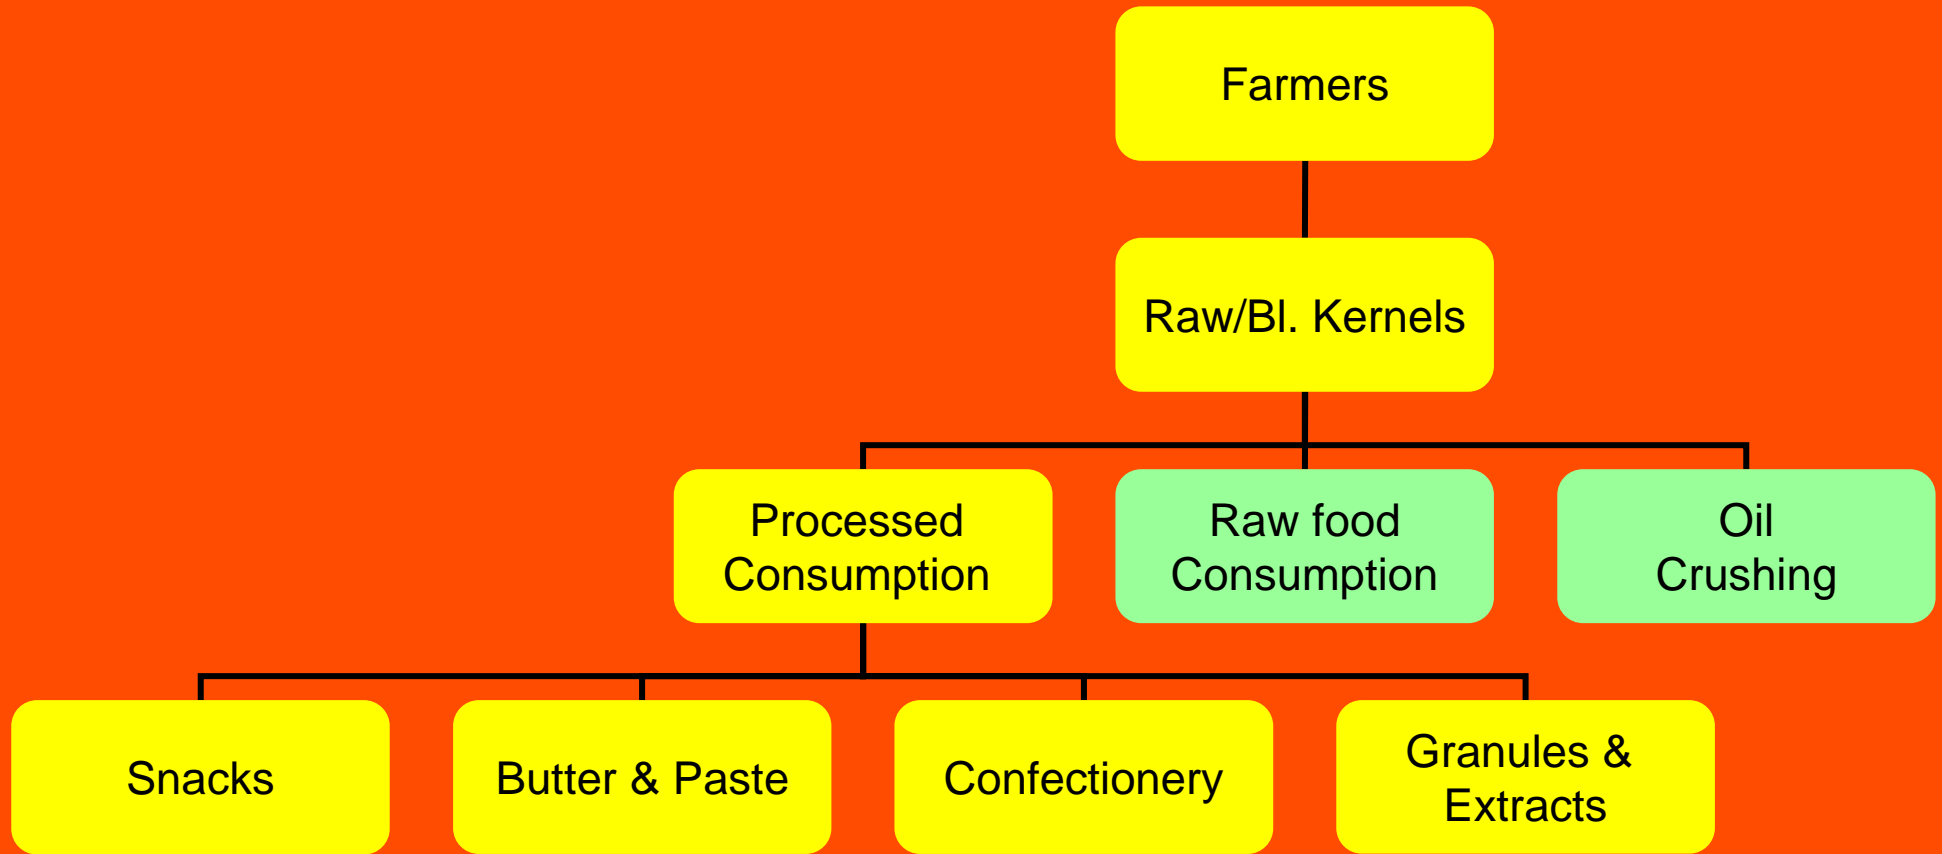 Farmers
Raw/Bl. Kernels
Processed
Consumption
Raw food
Consumption
Oil
Crushing
Snacks
Butter & Paste
Confectionery
Granules &
Extracts